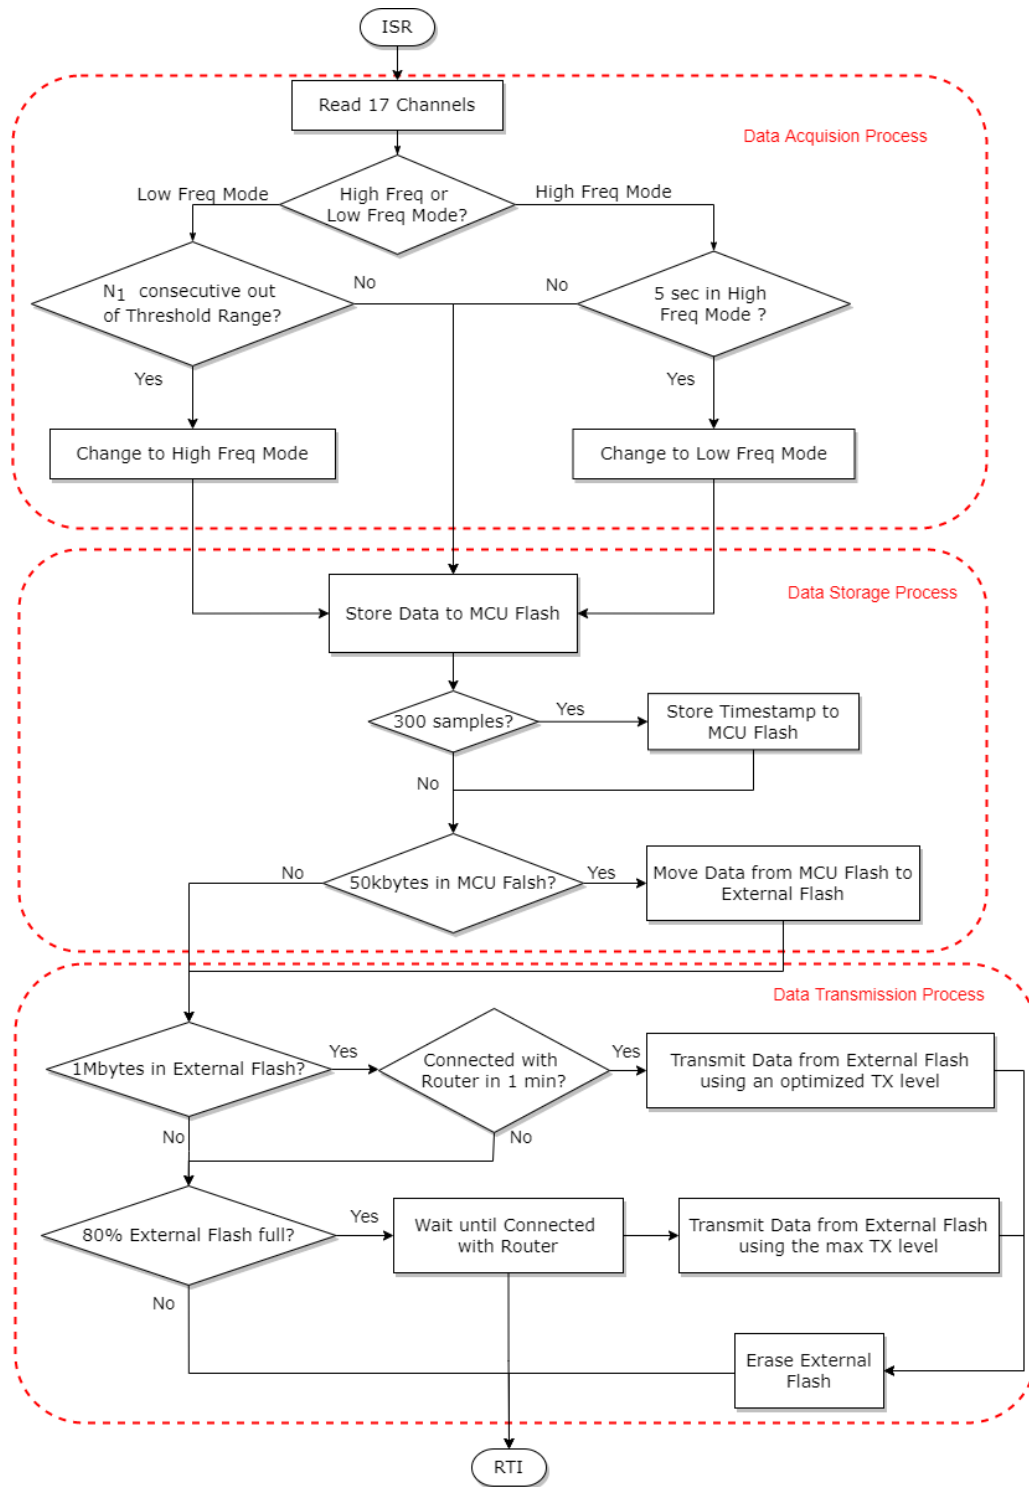 ISR
Read 17 Channels
Data Acquision Process
Low Freq Mode
High Freq or
Low Freq Mode?
High Freq Mode
N1 consecutive out
of Threshold Range?
No
No
5 sec in High
Freq Mode ?
Yes
Yes
Change to High Freq Mode
Change to Low Freq Mode
Data Storage Process
Store Data to MCU Flash
300 samples?
Yes
Store Timestamp to
MCU Flash
No
No
50kbytes in MCU Falsh?
Yes
Move Data from MCU Flash to
External Flash
Data Transmission Process
1Mbytes in External Flash?
Yes
Connected with
Router in 1 min?
Yes
Transmit Data from External Flash
using an optimized TX level
No
No
80% External Flash full?
Yes
Wait until Connected
with Router
Transmit Data from External Flash
using the max TX level
No
Erase External
Flash
RTI